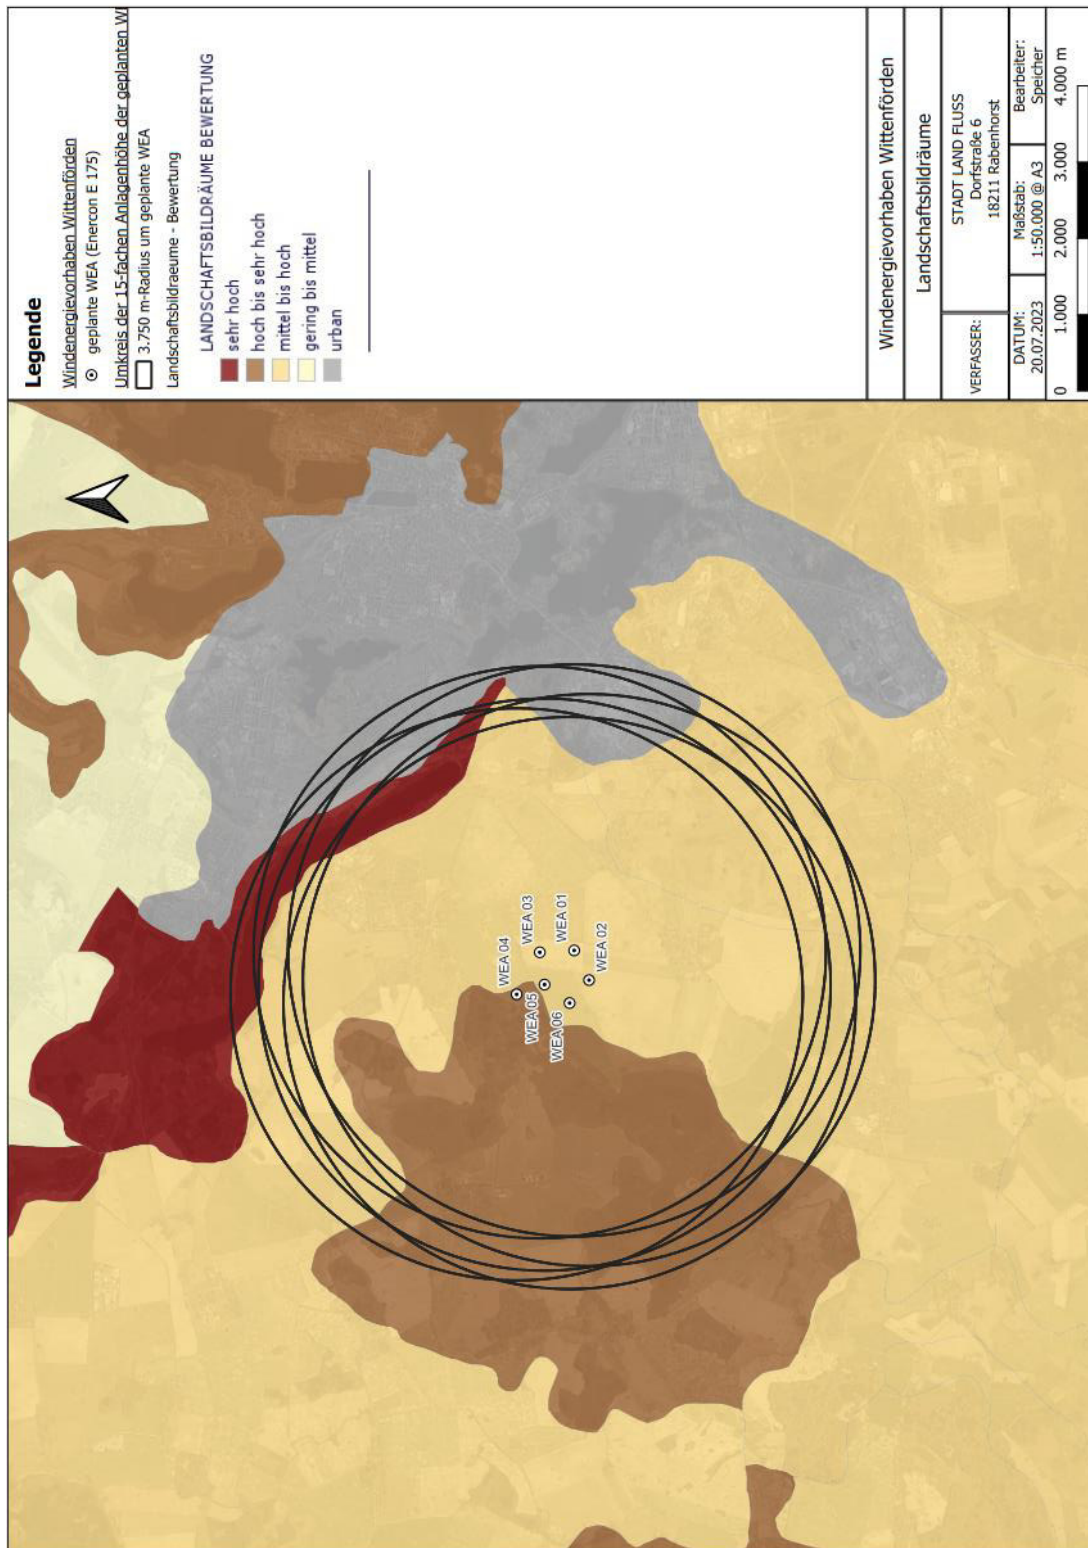 Legende
Windenergievorhaben Wittenförden
geplante WEA (Enercon E 175)
Umkreis der 15-fachen Anlagenhöhe der geplanten WI
3.750 m-Radius um geplante WEA
Landschaftsbildraeume - Bewertung
LANDSCHAFTSBILDRÄUME BEWERTUNG
sehr hoch
hoch bis sehr hoch
mittel bis hoch
gering bis mittel
urban
Windenergievorhaben Wittenförden
Landschaftsbildräume
VERFASSER:
STADT LAND FLUSS
Dorfstraße 6
18211 Rabenhorst
DATUM:
20.07.2023
Maßstab:
1:50.000 @ A3
Bearbeiter:
Speicher
0 1.000 2.000 3.000 4.000 m
WEA 04
WEA 03
WEA 05
WEA 01
WEA 06
WEA 02